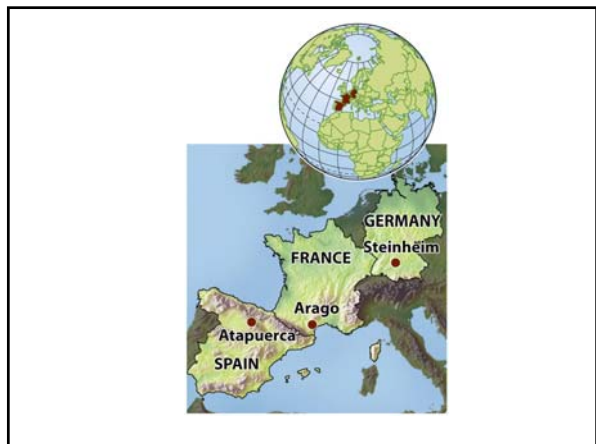 GERMANY
Steinheim
FRANCE
Arago
Atapuerca
SPAIN